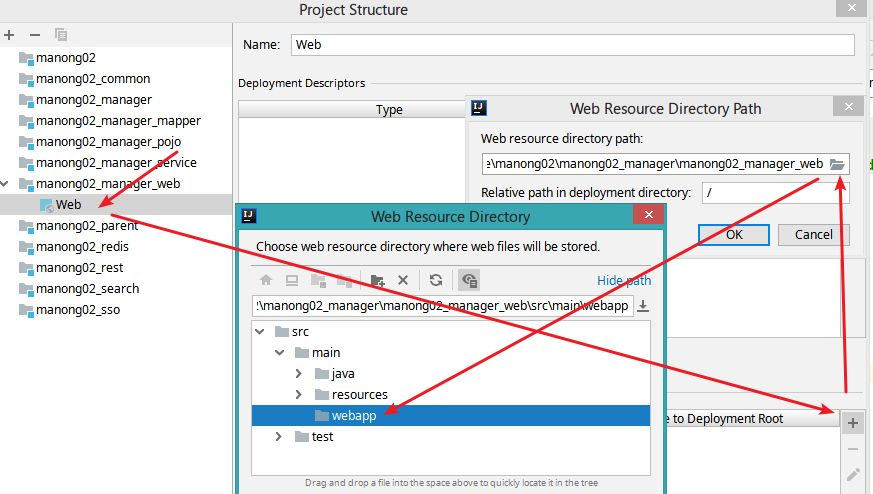 Project Structure
manong02
manong02_common
manong02_manager
manong02_manager_mapper
manong02_manager_pojo
manong02_manager_service
manong02_manager_web
Web
manong02_parent
manong02_redis
manong02_rest
manong02_search
manong02_sso
Name: Web
Deployment Descriptors
Type
Web Resource Directory Path
Web resource directory path:
e\manong02\manong02_manager\manong02_manager_web
Relative path in deployment directory: /
OK Cancel
Web Resource Directory
Choose web resource directory where web files will be stored.
Hide path
:\manong02_manager\manong02_manager_web\src\main\webapp
src
main
java
resources
webapp
test
Drag and drop a file into the space above to quickly locate it in the tree
e to Deployment Root